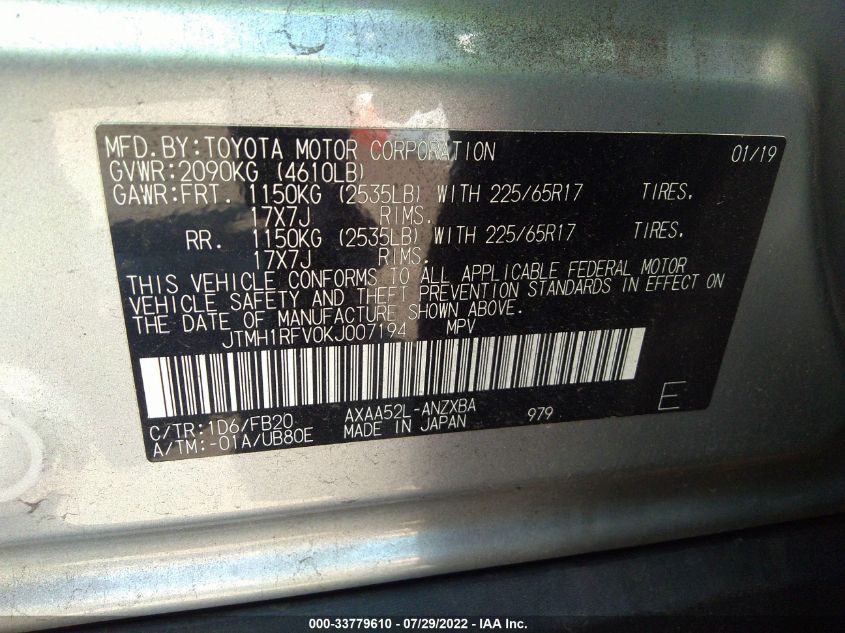 MFD.BY:TOYOTA MOTOR CORPORATION 01/19
GVWR:2090KG (4610LB)
GAWR:FRT. 1150KG (2535LB) WITH 225/65R17 TIRES.
17X7J RIMS.
RR. 1150KG (2535LB) WITH 225/65R17 TIRES.
17X7J RIMS.
THIS VEHICLE CONFORMS TO ALL APPLICABLE FEDERAL MOTOR
VEHICLE SAFETY AND THEFT PREVENTION STANDARDS IN EFFECT ON
THE DATE OF MANUFACTURE SHOWN ABOVE.
JTMH1RFV0KJ007194 MPV
C/TR:1D6/FB20 AXAA52L-ANZXBA
A/TM:-01A/UB80E MADE IN JAPAN 979 E
000-33779610 - 07/29/2022 - IAA Inc.